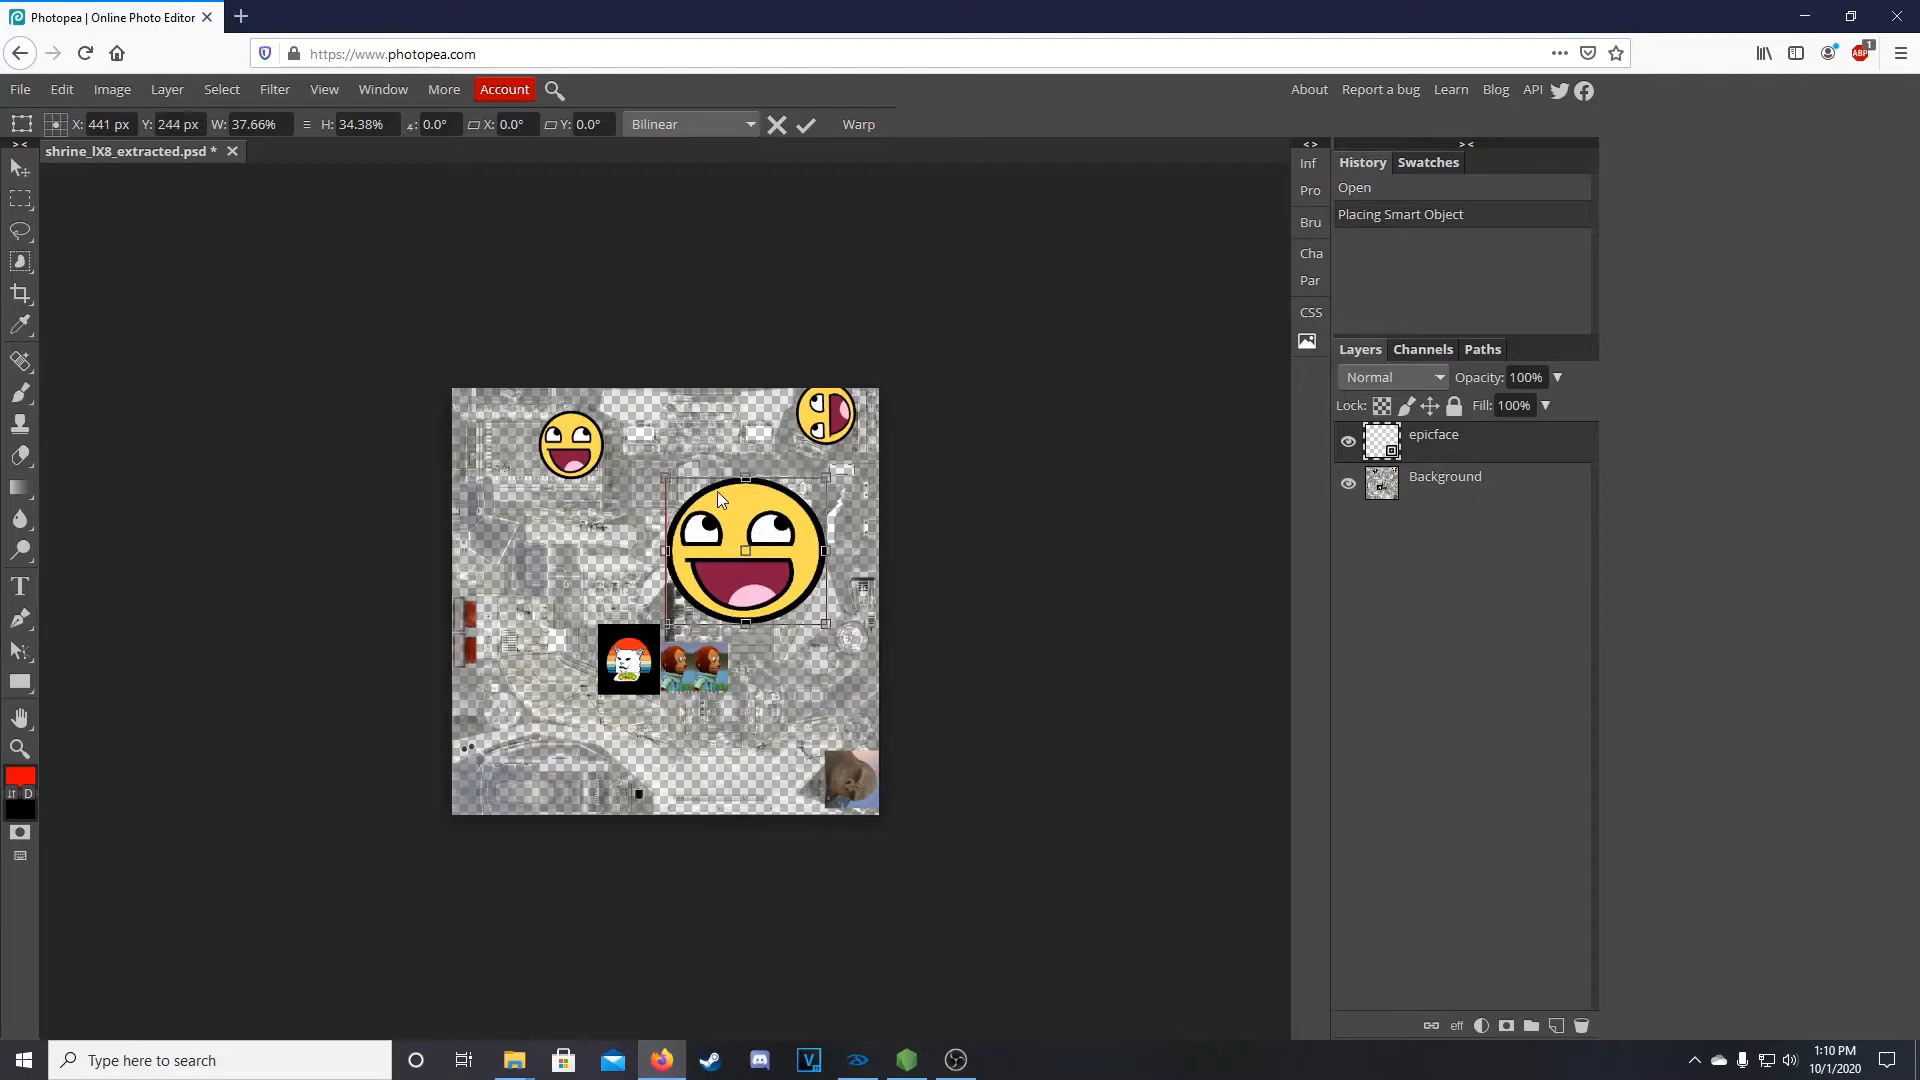 Photopea | Online Photo Editor
https://www.photopea.com
ABP 1
File Edit Image Layer Select Filter View Window More Account
About Report a bug Learn Blog API
X: 441 px Y: 244 px W: 37.66% = H: 34.38% 0.0° X: 0.0° Y: 0.0° Bilinear Warp
> < shrine_lX8_extracted.psd * < > > <
Inf
Pro
Bru
Cha
Par
CSS
History Swatches
Open
Placing Smart Object
Layers Channels Paths
Normal Opacity: 100%
Lock: Fill: 100%
epicface
Background
T
D
eff
Type here to search
V
1:10 PM
10/1/2020